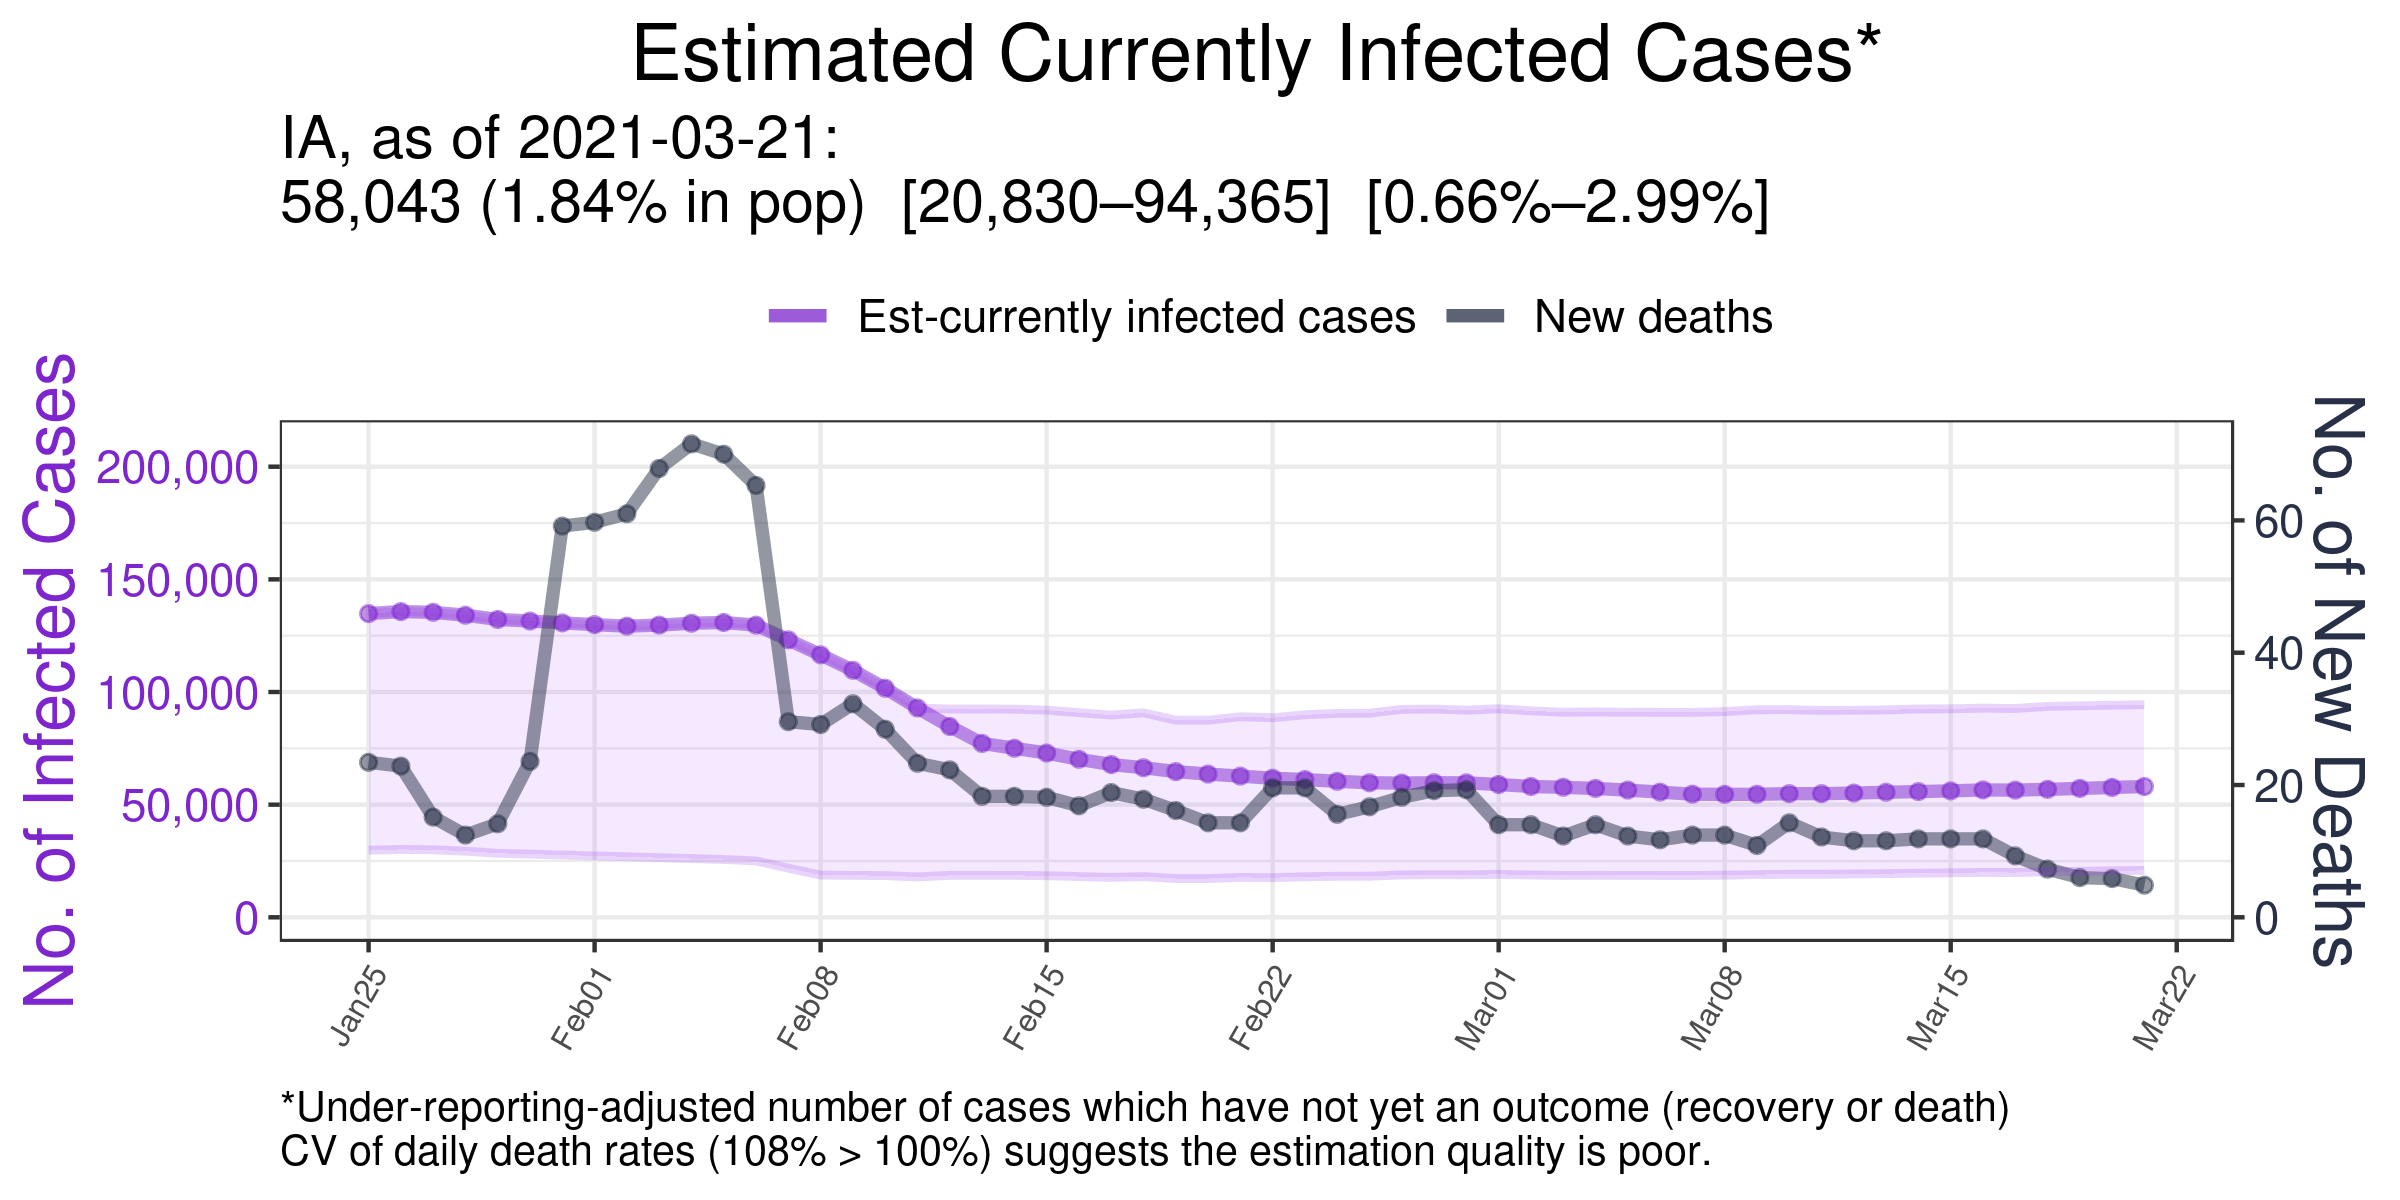 Estimated Currently Infected Cases*
IA, as of 2021-03-21:
58,043 (1.84% in pop)  [20,830–94,365]  [0.66%–2.99%]
Est-currently infected cases
New deaths
No. of Infected Cases
200,000
150,000
100,000
50,000
0
60
40
20
0
No. of New Deaths
Jan25
Feb01
Feb08
Feb15
Feb22
Mar01
Mar08
Mar15
Mar22
*Under-reporting-adjusted number of cases which have not yet an outcome (recovery or death)
CV of daily death rates (108% > 100%) suggests the estimation quality is poor.